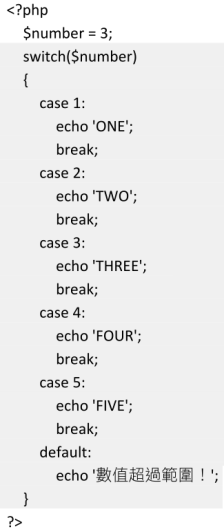 <?php
$number = 3;
switch($number)
{
case 1:
echo 'ONE';
break;
case 2:
echo 'TWO';
break;
case 3:
echo 'THREE';
break;
case 4:
echo 'FOUR';
break;
case 5:
echo 'FIVE';
break;
default:
echo '數值超過範圍！';
}
?>